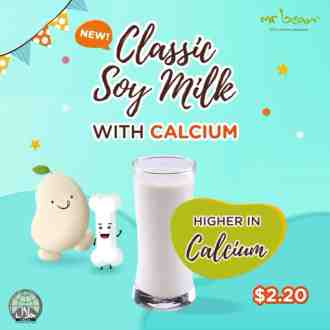 mr bean
NEW!
Classic
Soy Milk
WITH CALCIUM
HIGHER IN
Calcium
$2.20